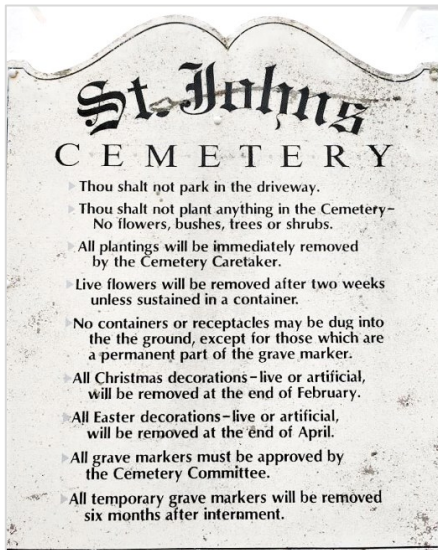 St. Johns
CEMETERY
Thou shalt not park in the driveway.
Thou shalt not plant anything in the Cemetery–
No flowers, bushes, trees or shrubs.
All plantings will be immediately removed
by the Cemetery Caretaker.
Live flowers will be removed after two weeks
unless sustained in a container.
No containers or receptacles may be dug into
the the ground, except for those which are
a permanent part of the grave marker.
All Christmas decorations–live or artificial,
will be removed at the end of February.
All Easter decorations–live or artificial,
will be removed at the end of April.
All grave markers must be approved by
the Cemetery Committee.
All temporary grave markers will be removed
six months after internment.